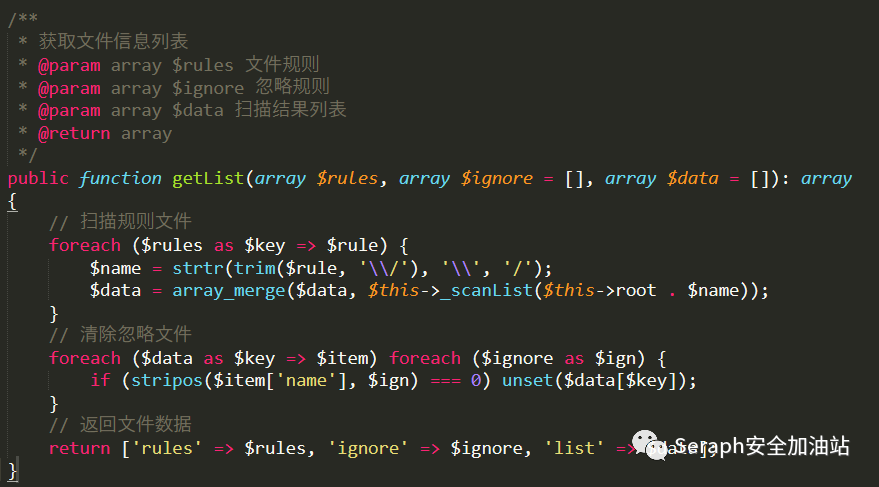 /**
 * 获取文件信息列表
 * @param array $rules 文件规则
 * @param array $ignore 忽略规则
 * @param array $data 扫描结果列表
 * @return array
 */
public function getList(array $rules, array $ignore = [], array $data = []): array
{
    // 扫描规则文件
    foreach ($rules as $key => $rule) {
        $name = strtr(trim($rule, '\\/'), '\\', '/');
        $data = array_merge($data, $this->_scanList($this->root . $name));
    }
    // 清除忽略文件
    foreach ($data as $key => $item) foreach ($ignore as $ign) {
        if (stripos($item['name'], $ign) === 0) unset($data[$key]);
    }
    // 返回文件数据
    return ['rules' => $rules, 'ignore' => $ignore, 'list' =>
Seraph安全加油站
}